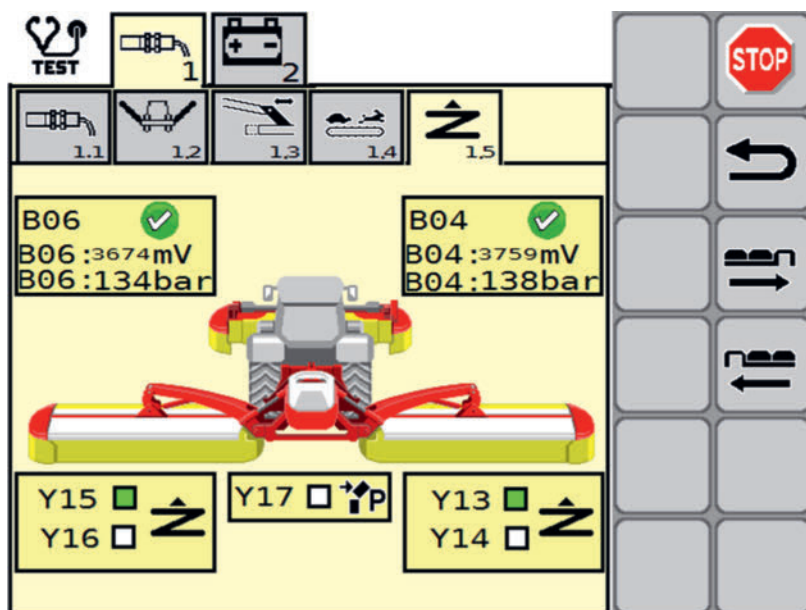 TEST
1
2
STOP
1.1
1,2
1,3
1,4
1,5
B06
B06:3674mV
B06:134bar
B04
B04:3759mV
B04:138bar
Y15
Y16
Y17
P
Y13
Y14